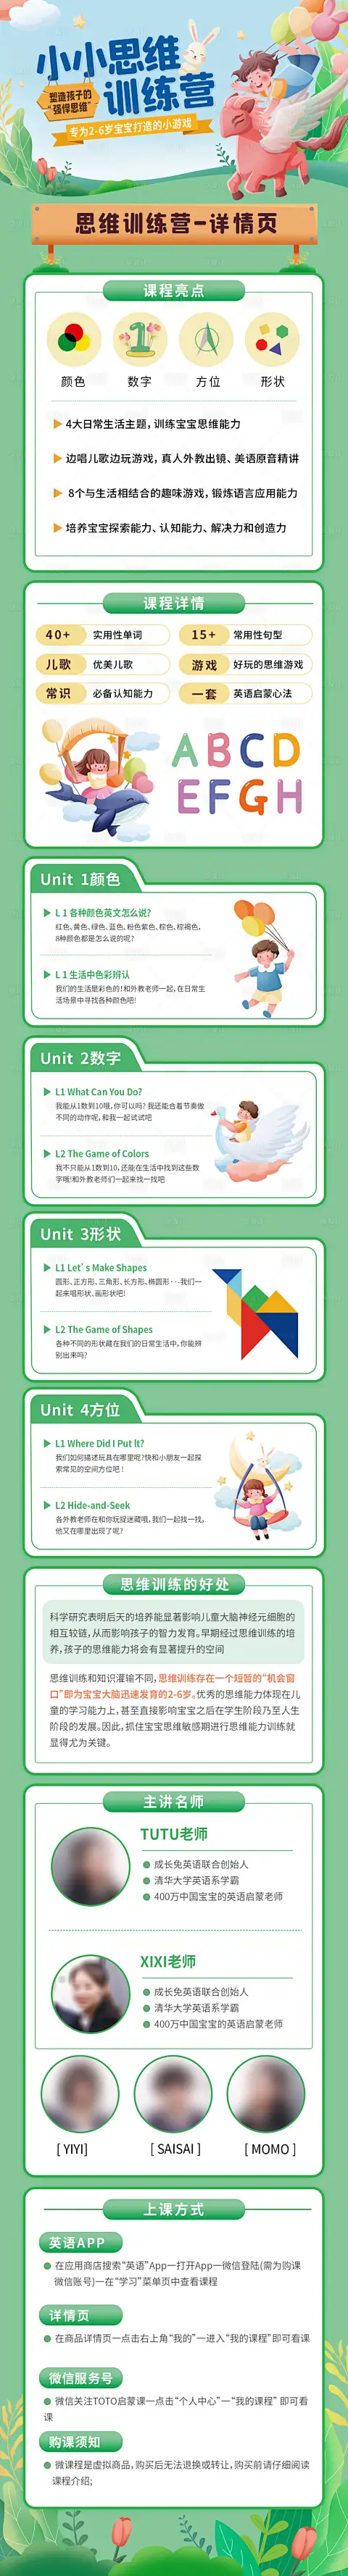 小小思维
训练营
塑造孩子的
“强得思维”
专为2-6岁宝宝打造的小游戏
思维训练营-详情页
课程亮点
颜色
数字
方位
形状
4大日常生活主题,训练宝宝思维能力
边唱儿歌边玩游戏,真人外教出镜、美语原音精讲
8个与生活相结合的趣味游戏,锻炼语言应用能力
培养宝宝探索能力、认知能力、解决力和创造力
课程详情
40+ 实用性单词
15+ 常用性句型
儿歌 优美儿歌
游戏 好玩的思维游戏
常识 必备认知能力
一套 英语启蒙心法
ABCD
EFGH
Unit 1颜色
L 1 各种颜色英文怎么说?
红色、黄色、绿色、蓝色、粉色紫色、棕色、棕褐色,
8种颜色都是怎么说的呢?
L 1 生活中色彩辨认
我们的生活是彩色的!和外教老师一起,在日常生
活场景中寻找各种颜色吧!
Unit 2数字
L1 What Can You Do?
我能从1数到10哦,你可以吗? 我还能合着节奏做
不同的动作呢,和我一起试试吧
L2 The Game of Colors
我不只能从1数到10,还能在生活中找到这些数
字哦!和外教老师们一起来找一找吧
Unit 3形状
L1 Let's Make Shapes
圆形、正方形、三角形、长方形、椭圆形···我们一
起来唱形状、画形状吧!
L2 The Game of Shapes
各种不同的形状藏在我们的日常生活中,你能辨
别出来吗?
Unit 4方位
L1 Where Did I Put lt?
我们如何描述玩具在哪里呢?快和小朋友一起探
索常见的空间方位吧!
L2 Hide-and-Seek
各外教老师在和你玩捉迷藏哦,我们一起找一找,
他又在哪里出现了呢?
思维训练的好处
科学研究表明后天的培养能显著影响儿童大脑神经元细胞的
相互链接,从而影响孩子的智力发育。早期经过思维训练的培
养,孩子的思维能力将会有显著提升的空间
思维训练和知识灌输不同,思维训练存在一个短暂的“机会窗
口”即为宝宝大脑迅速发育的2-6岁。优秀的思维能力体现在儿
童的学习能力上,甚至直接影响宝宝之后在学生阶段乃至人生
阶段的发展。因此,抓住宝宝思维敏感期进行思维能力训练就
显得尤为关键。
主讲名师
TUTU老师
成长免英语联合创始人
清华大学英语系学霸
400万中国宝宝的英语启蒙老师
XIXI老师
成长免英语联合创始人
清华大学英语系学霸
400万中国宝宝的英语启蒙老师
[ YIYI]
[ SAISAI ]
[ MOMO ]
上课方式
英语APP
在应用商店搜索“英语”App一打开App一微信登陆(需为购课
微信账号)一在“学习”菜单页中查看课程
详情页
在商品详情页一点击右上角“我的”一进入“我的课程”即可看课
微信服务号
微信关注TOTO启蒙课一点击“个人中心”一“我的课程” 即可看
课
购课须知
微课程是虚拟商品,购买后无法退换或转让,购买前请仔细阅读
课程介绍;